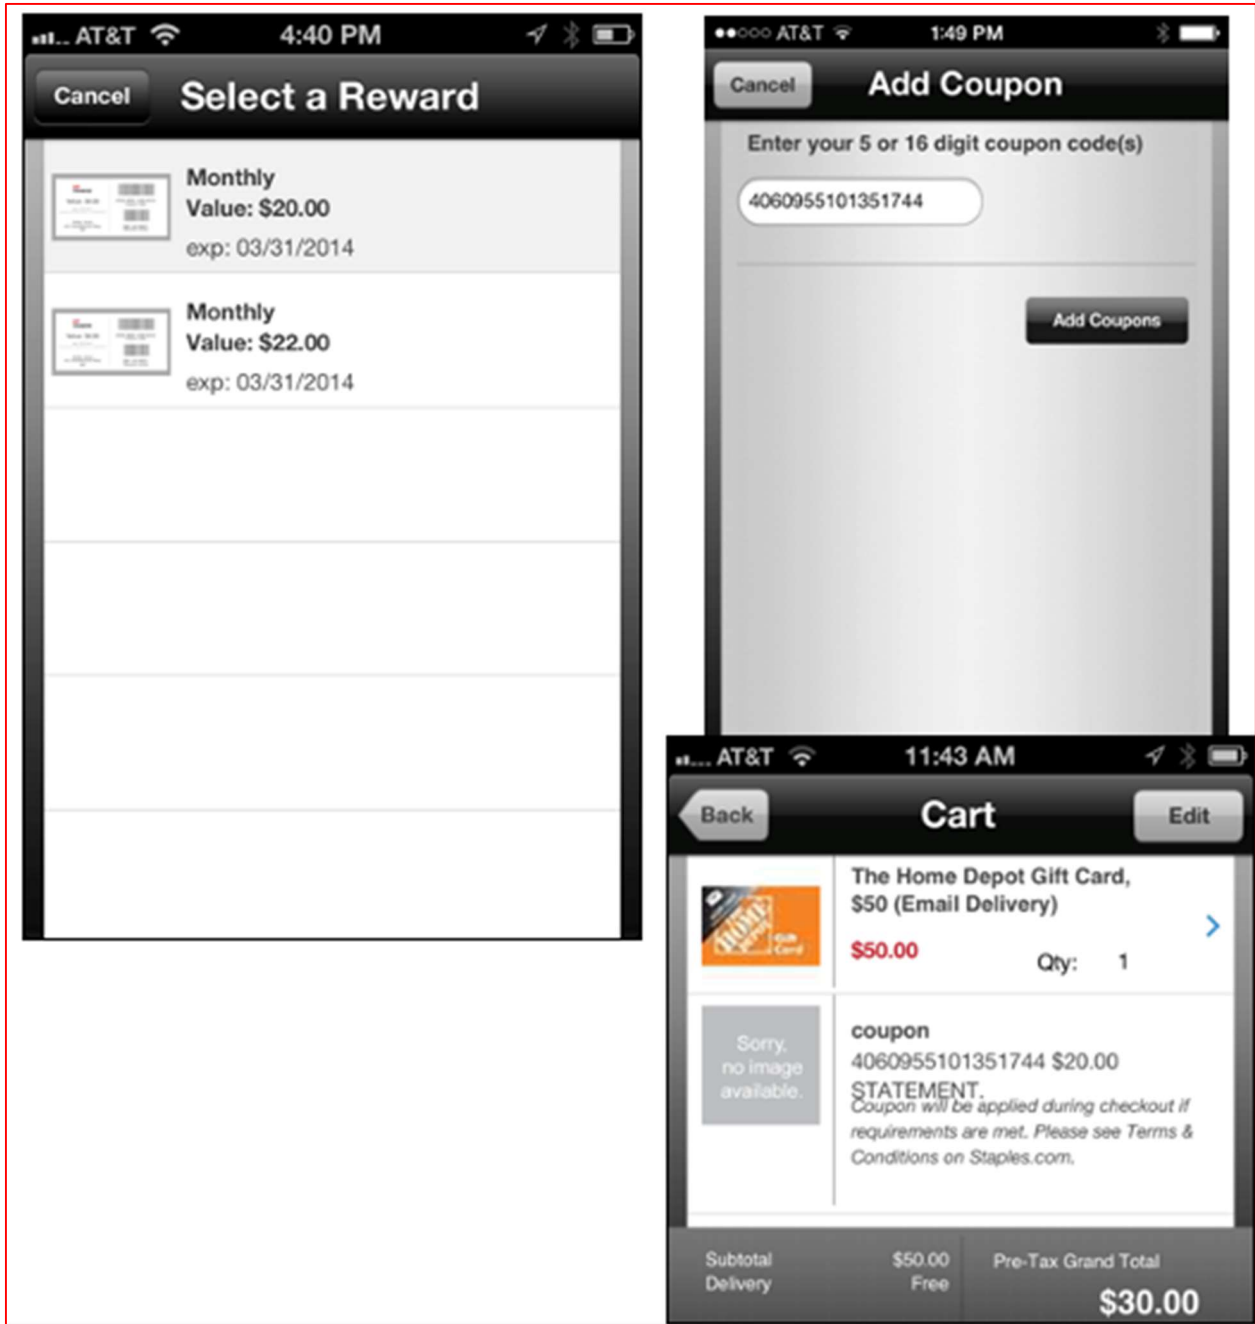 AT&T 4:40 PM
Cancel Select a Reward
Monthly
Value: $20.00
exp: 03/31/2014
Monthly
Value: $22.00
exp: 03/31/2014
AT&T 1:49 PM
Cancel Add Coupon
Enter your 5 or 16 digit coupon code(s)
4060955101351744
Add Coupons
AT&T 11:43 AM
Back Cart Edit
The Home Depot Gift Card,
$50 (Email Delivery)
$50.00 Qty: 1
THE
HOME
DEPOT
Gift
Card
Sorry,
no image
available.
coupon
4060955101351744 $20.00
STATEMENT.
Coupon will be applied during checkout if
requirements are met. Please see Terms &
Conditions on Staples.com.
Subtotal $50.00 Pre-Tax Grand Total
Delivery Free
$30.00